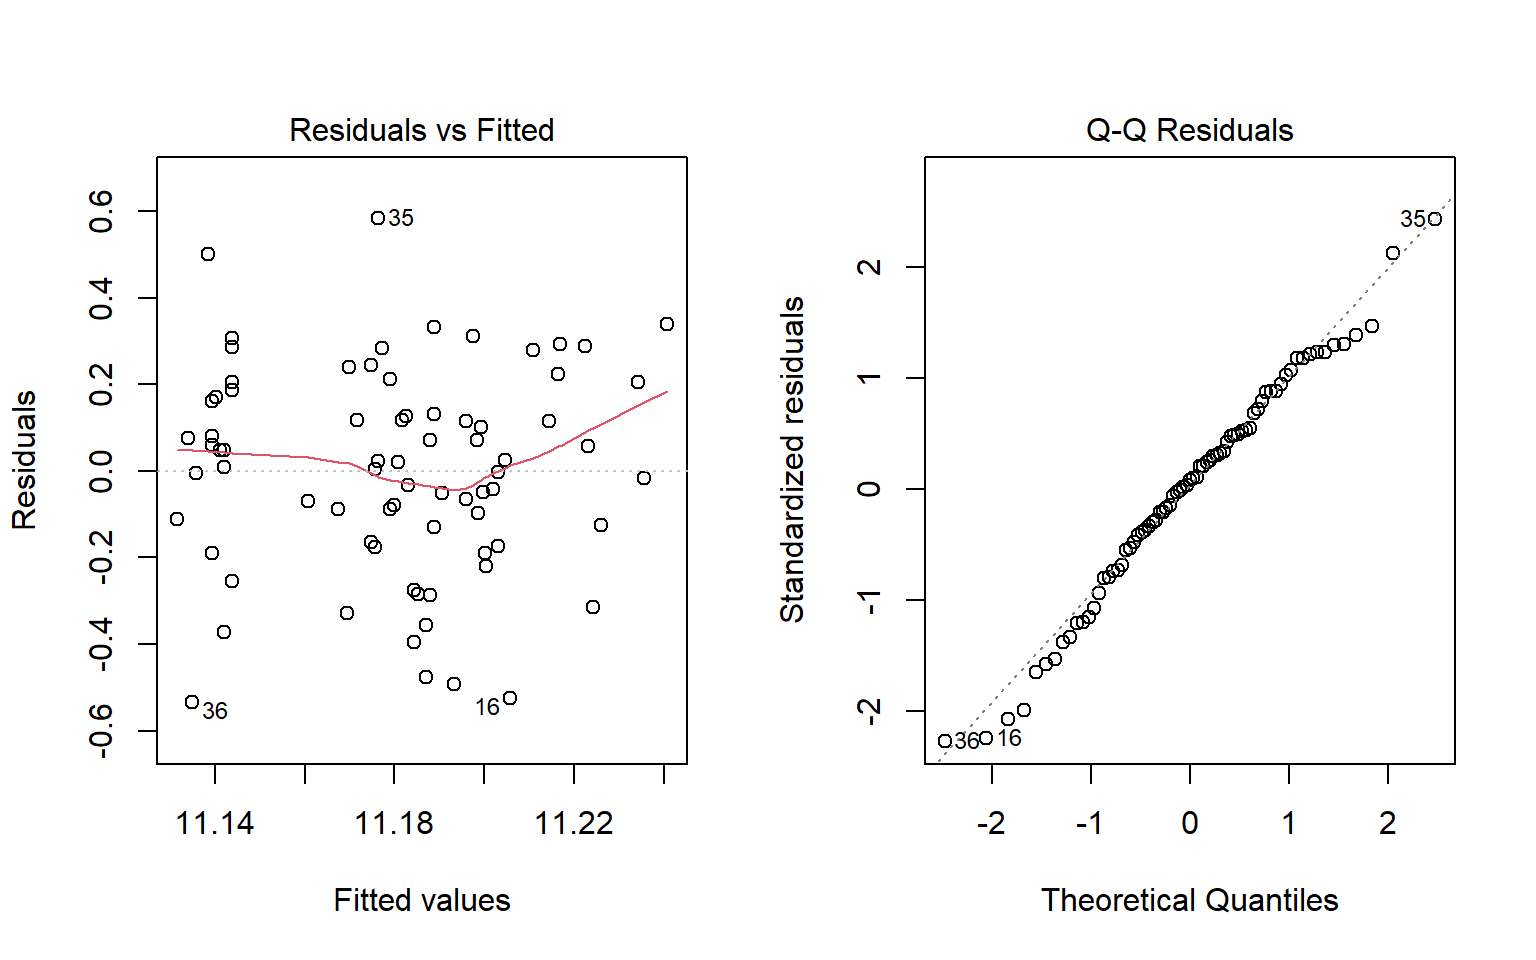 Residuals vs Fitted
Residuals
0.6
0.4
0.2
0.0
-0.2
-0.4
-0.6
35
36
16
11.14 11.18 11.22
Fitted values
Q-Q Residuals
Standardized residuals
2
1
0
-1
-2
35
36
16
-2 -1 0 1 2
Theoretical Quantiles